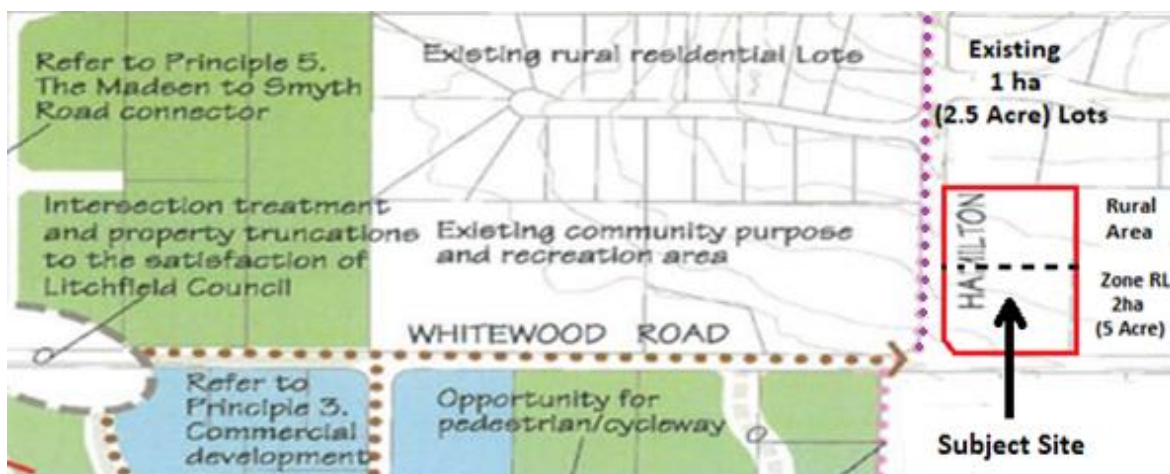 Refer to Principle 5.
The Madsen to Smyth
Road connector
Existing rural residential Lots
Existing
1 ha
(2.5 Acre) Lots
Intersection treatment
and property truncations
to the satisfaction of
Litchfield Council
Existing community purpose
and recreation area
HAMILTON
Rural
Area
Zone RL
2ha
(5 Acre)
WHITEWOOD ROAD
Refer to
Principle 3.
Commercial
development
Opportunity for
pedestrian/cycleway
Subject Site